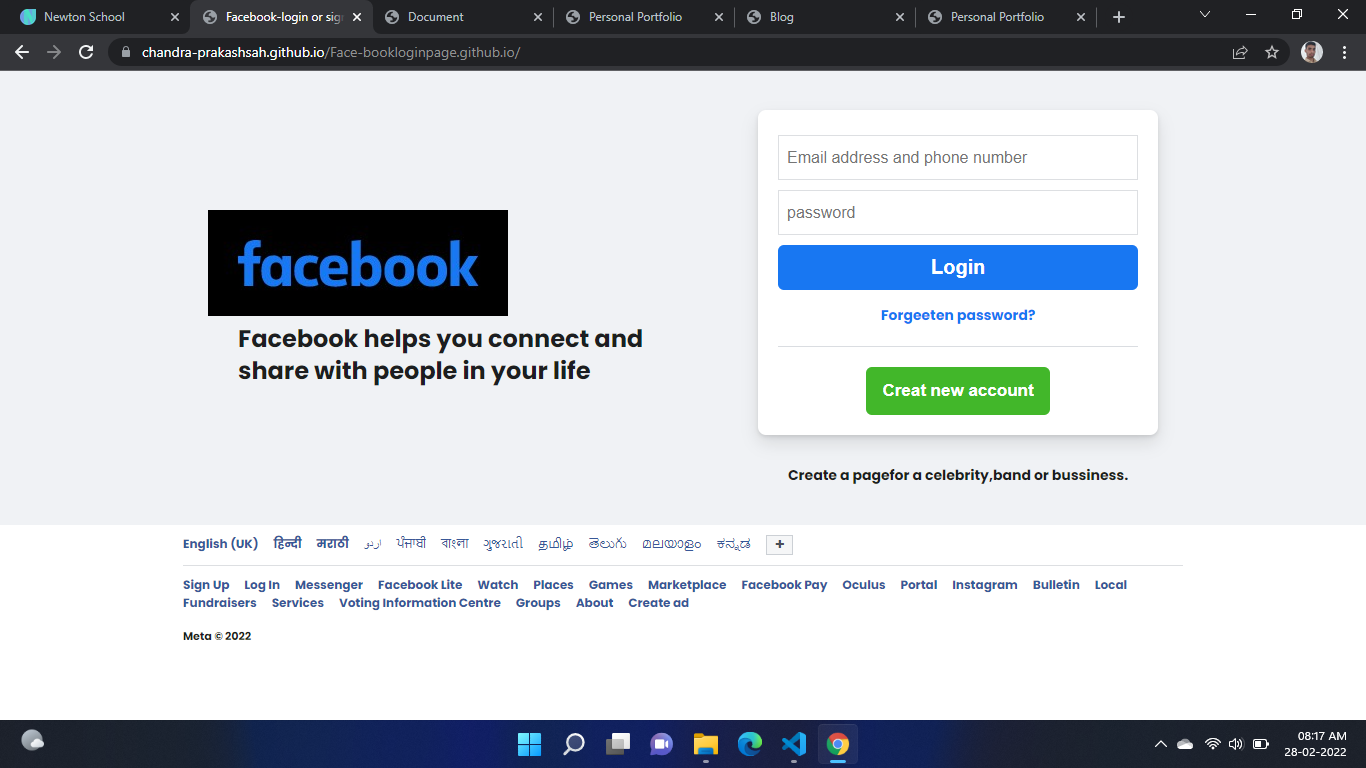 Newton School
Facebook-login or sig
Document
Personal Portfolio
Blog
Personal Portfolio
chandra-prakashsah.github.io/Face-bookloginpage.github.io/
facebook
Facebook helps you connect and
share with people in your life
Email address and phone number
password
Login
Forgeeten password?
Creat new account
Create a pagefor a celebrity,band or bussiness.
English (UK) हिन्दी मराठी اردو ਪੰਜਾਬੀ বাংলা ગુજરાતી தமிழ் తెలుగు മലയാളം ಕನ್ನಡ +
Sign Up Log In Messenger Facebook Lite Watch Places Games Marketplace Facebook Pay Oculus Portal Instagram Bulletin Local
Fundraisers Services Voting Information Centre Groups About Create ad
Meta © 2022
08:17 AM
28-02-2022